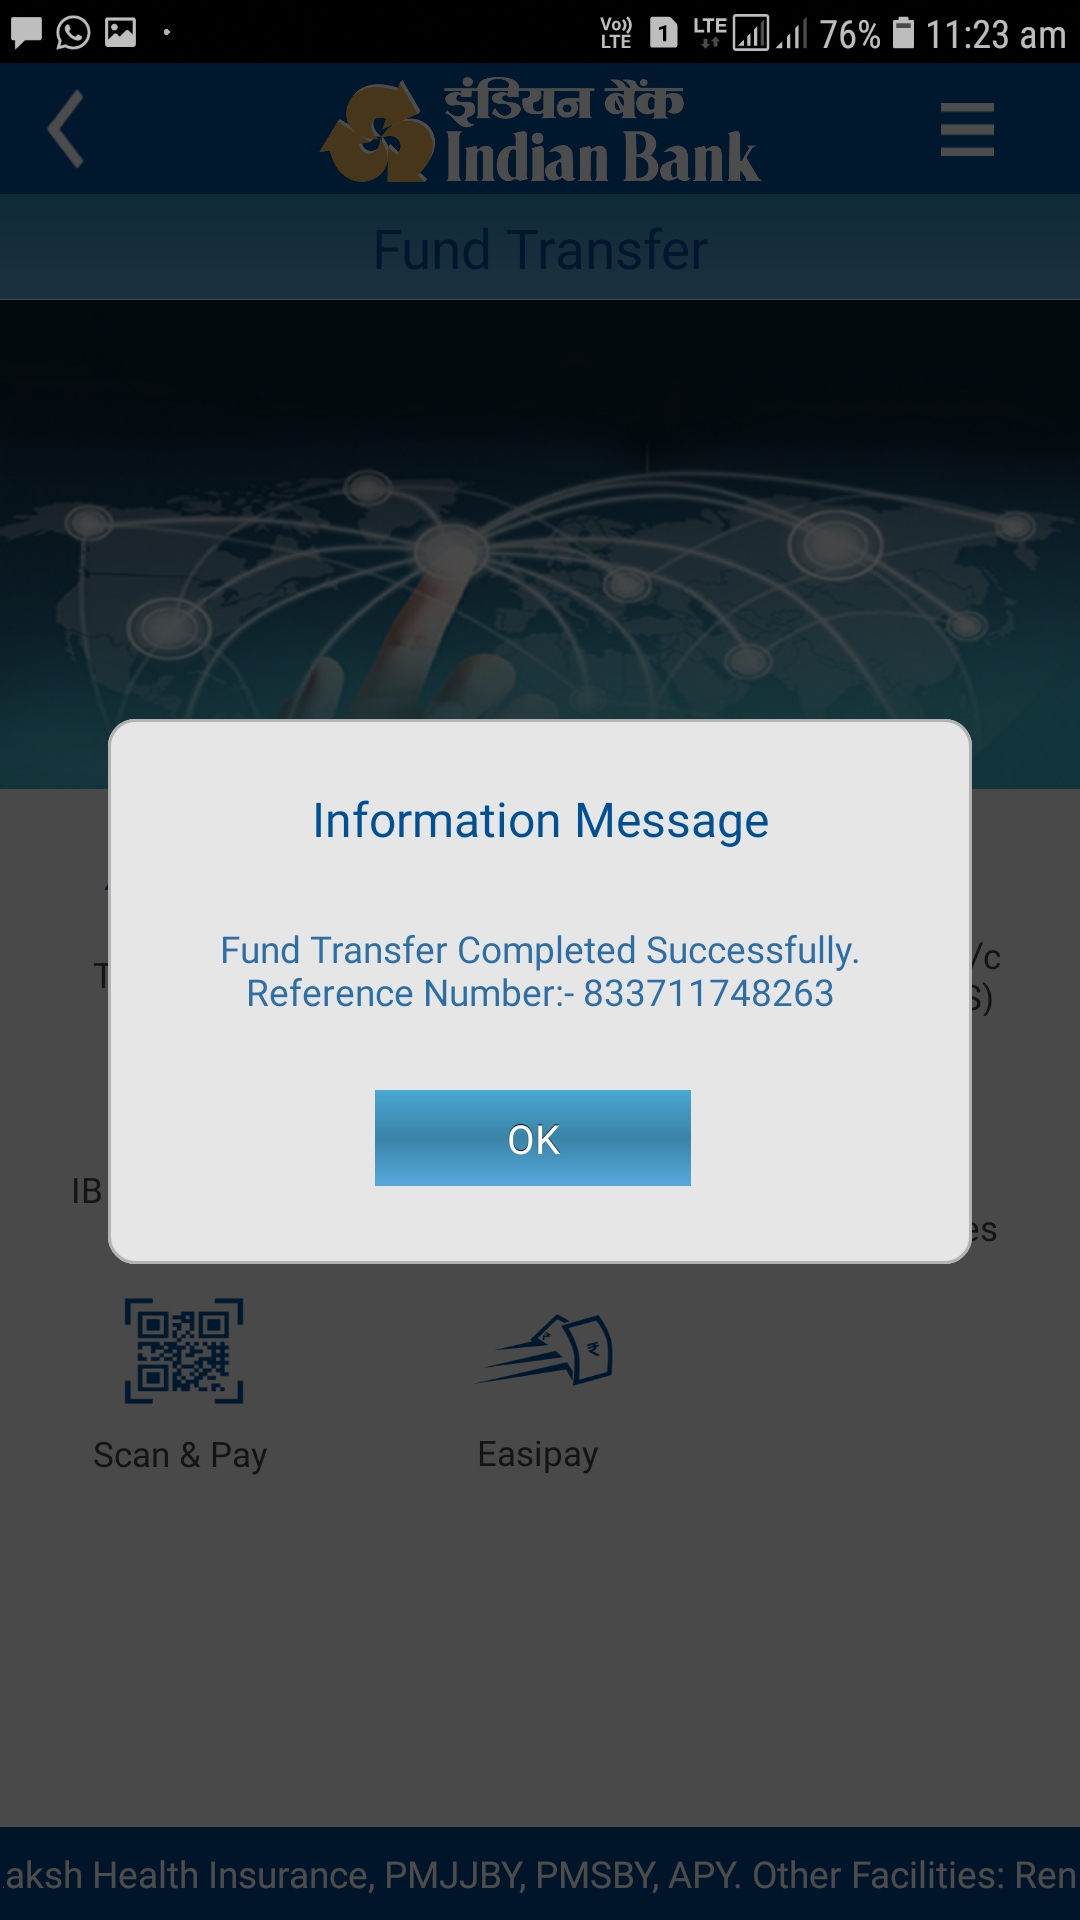 Vo))
LTE
1
LTE
76%
11:23 am
इंडियन बैंक
Indian Bank
Fund Transfer
Information Message
Fund Transfer Completed Successfully.
Reference Number:- 833711748263
OK
T
/c
S)
IB
es
Scan & Pay
Easipay
aksh Health Insurance, PMJJBY, PMSBY, APY. Other Facilities: Ren